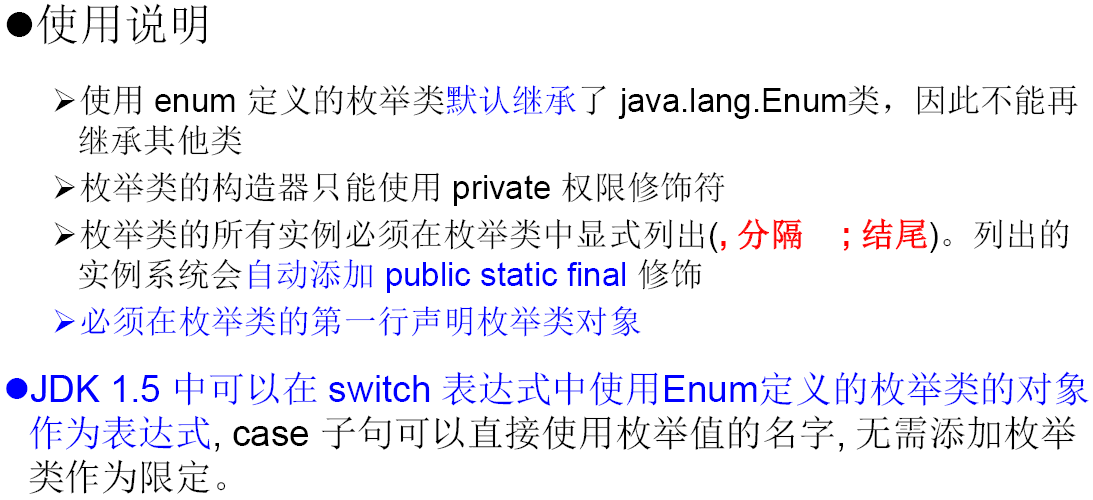 ●使用说明
➢使用 enum 定义的枚举类默认继承了 java.lang.Enum类，因此不能再
继承其他类
➢枚举类的构造器只能使用 private 权限修饰符
➢枚举类的所有实例必须在枚举类中显式列出(, 分隔 ; 结尾)。列出的
实例系统会自动添加 public static final 修饰
➢必须在枚举类的第一行声明枚举类对象
●JDK 1.5 中可以在 switch 表达式中使用Enum定义的枚举类的对象
作为表达式, case 子句可以直接使用枚举值的名字, 无需添加枚举
类作为限定。